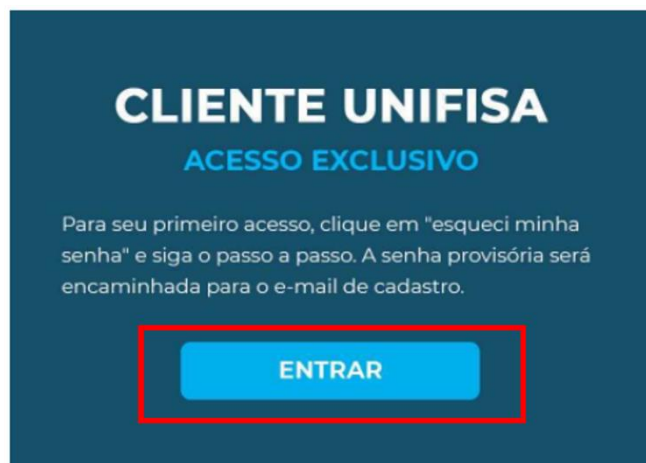 CLIENTE UNIFISA
ACESSO EXCLUSIVO
Para seu primeiro acesso, clique em "esqueci minha
senha" e siga o passo a passo. A senha provisória será
encaminhada para o e-mail de cadastro.
ENTRAR